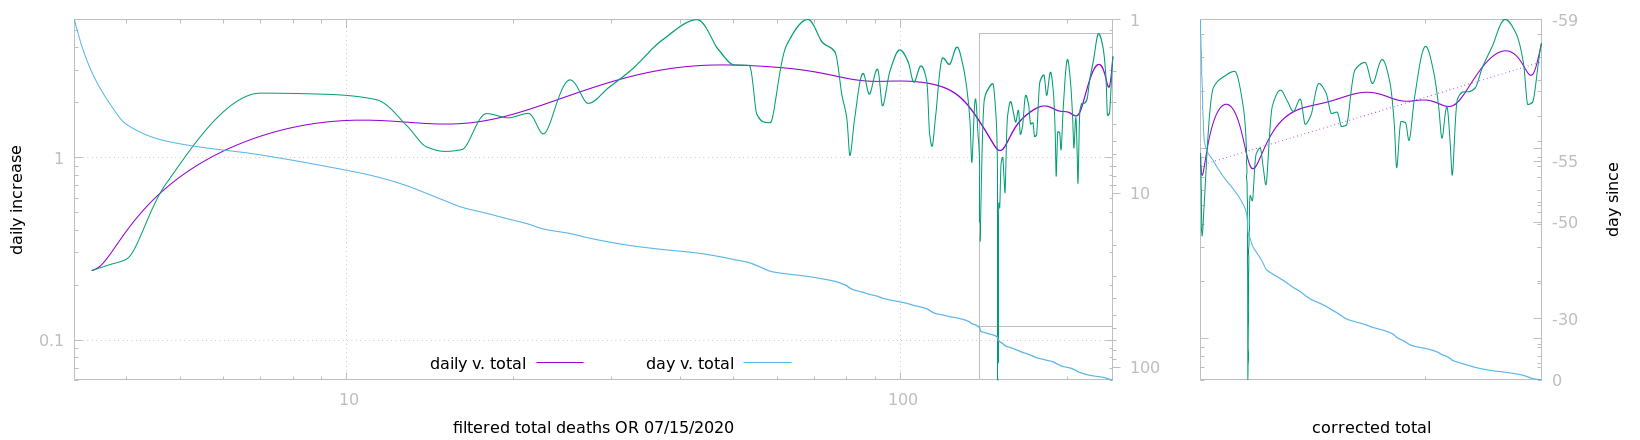 daily increase
1
0.1
10
100
1
10
100
daily v. total
day v. total
filtered total deaths OR 07/15/2020
-59
-55
-50
-30
0
day since
corrected total